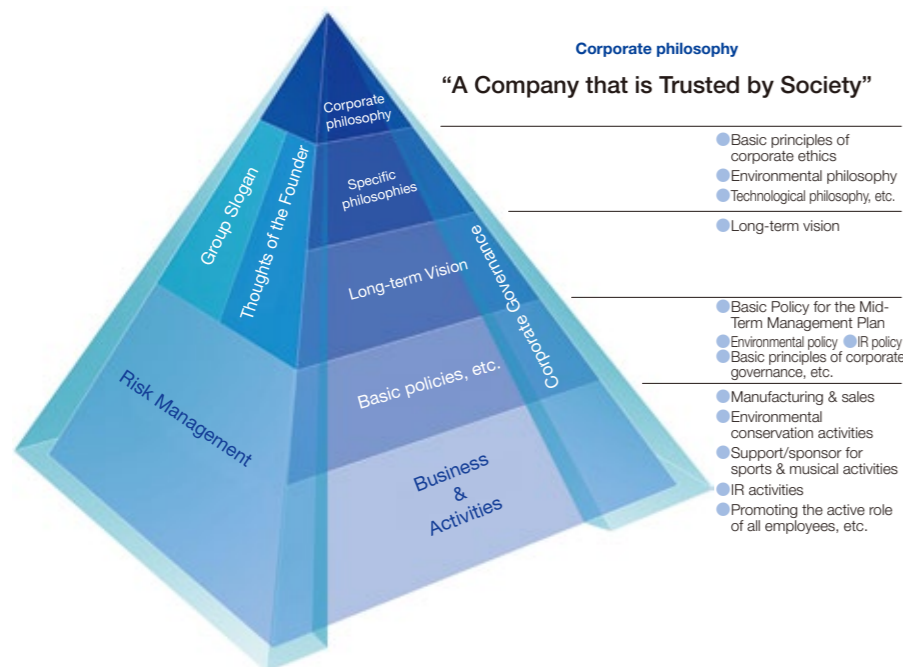 Corporate philosophy
“A Company that is Trusted by Society”
Corporate
philosophy
Specific
philosophies
Long-term Vision
Basic policies, etc.
Business
&
Activities
Group Slogan
Thoughts of the Founder
Risk Management
Corporate Governance
Basic principles of
corporate ethics
Environmental philosophy
Technological philosophy, etc.
Long-term vision
Basic Policy for the Mid-
Term Management Plan
Environmental policy IR policy
Basic principles of corporate
governance, etc.
Manufacturing & sales
Environmental
conservation activities
Support/sponsor for
sports & musical activities
IR activities
Promoting the active role
of all employees, etc.